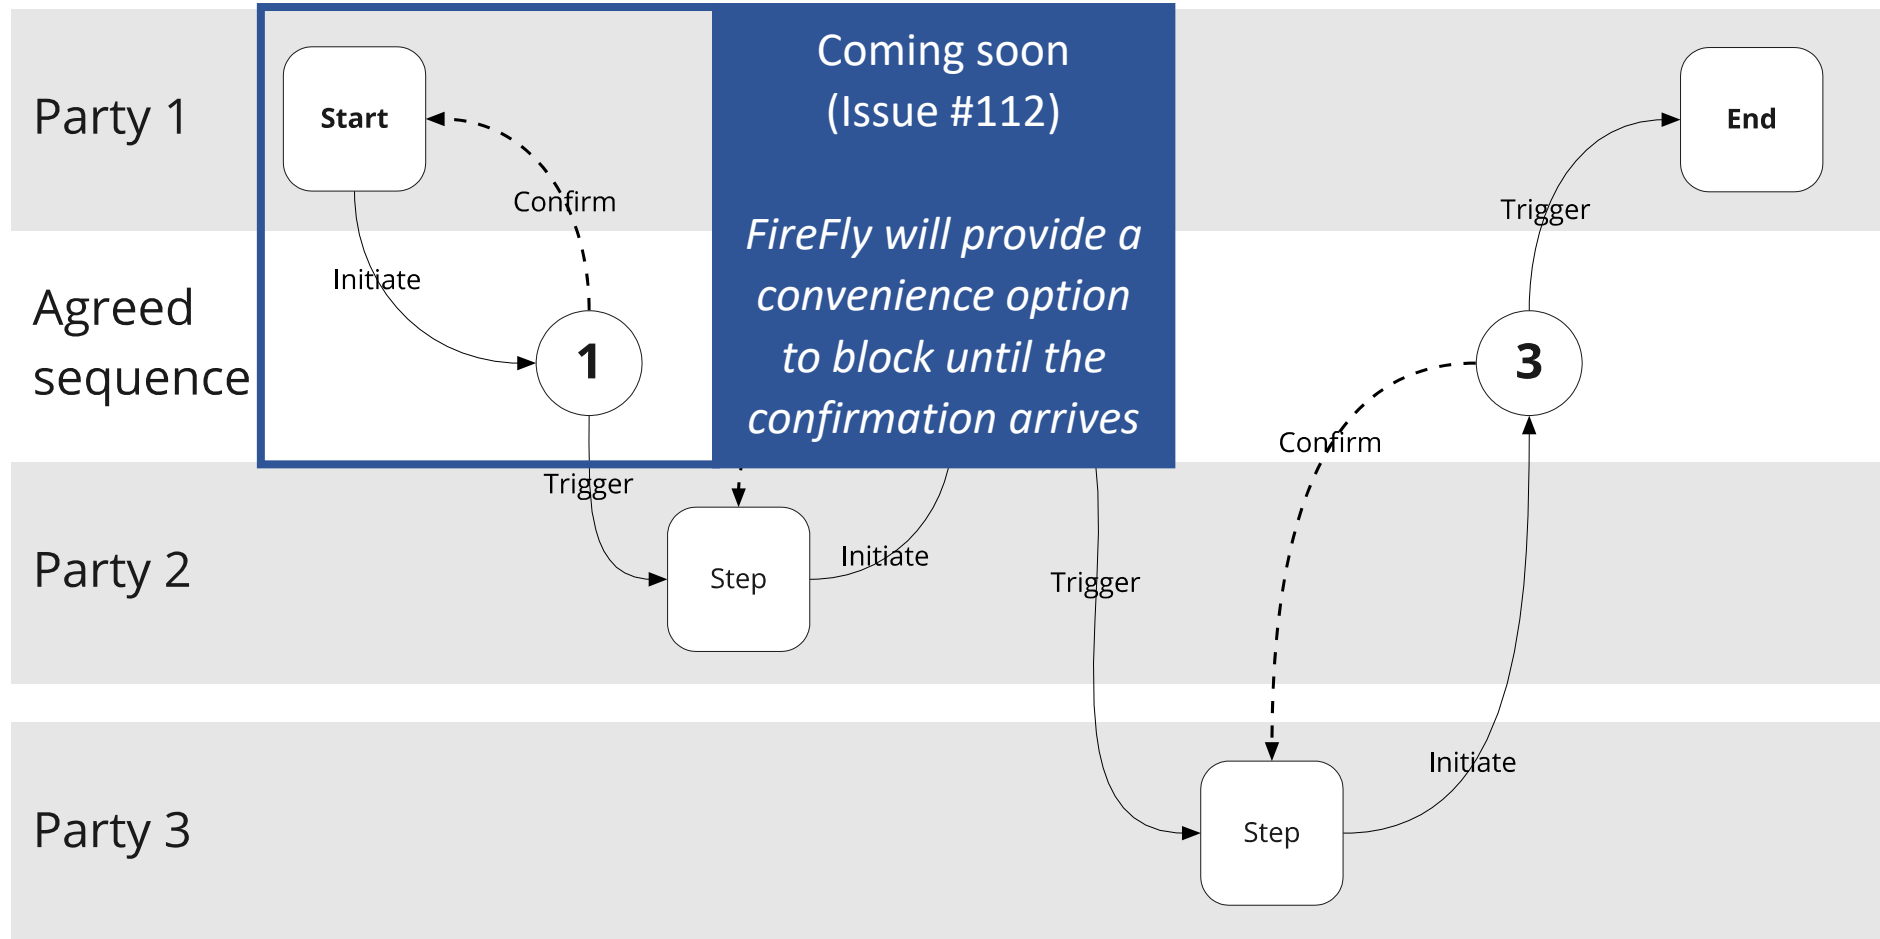 Party 1
Start
Confirm
Initiate
Coming soon
(Issue #112)
FireFly will provide a
convenience option
to block until the
confirmation arrives
Trigger
End
Agreed
sequence
1
3
Confirm
Trigger
Party 2
Step
Initiate
Trigger
Party 3
Step
Initiate